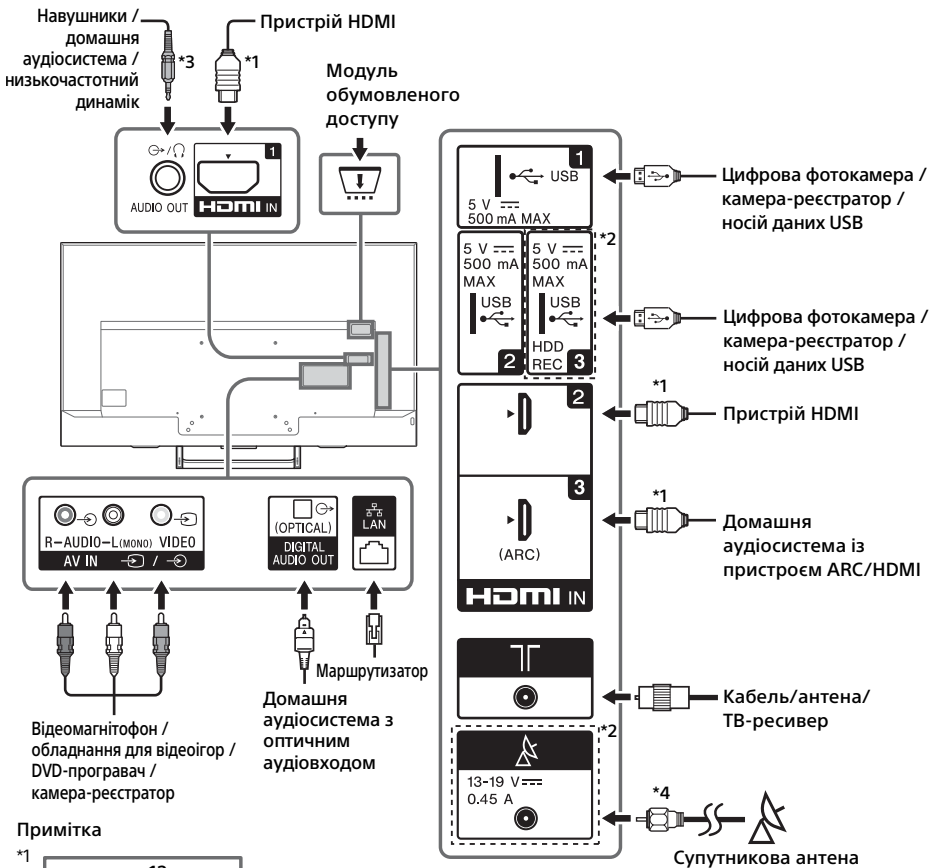 Навушники /
домашня
аудіосистема /
низькочастотний
динамік
*3
Пристрій HDMI
*1
Модуль
обумовленого
доступу
AUDIO OUT
1
HDMI IN
1
USB
5 V
500 mA MAX
Цифрова фотокамера /
камера-реєстратор /
носій даних USB
*2
5 V
500 mA
MAX
USB
2
5 V
500 mA
MAX
USB
HDD
REC 3
Цифрова фотокамера /
камера-реєстратор /
носій даних USB
2
*1
Пристрій HDMI
3
(ARC)
HDMI IN
*1
Домашня
аудіосистема із
пристроєм ARC/HDMI
R-AUDIO-L(MONO) VIDEO
AV IN /
(OPTICAL)
DIGITAL
AUDIO OUT
LAN
Маршрутизатор
Відеомагнітофон /
обладнання для відеоігор /
DVD-програвач /
камера-реєстратор
Домашня
аудіосистема з
оптичним
аудіовходом
Кабель/антена/
ТВ-ресивер
*2
13-19 V
0.45 A
*4
Супутникова антена
Примітка
*1